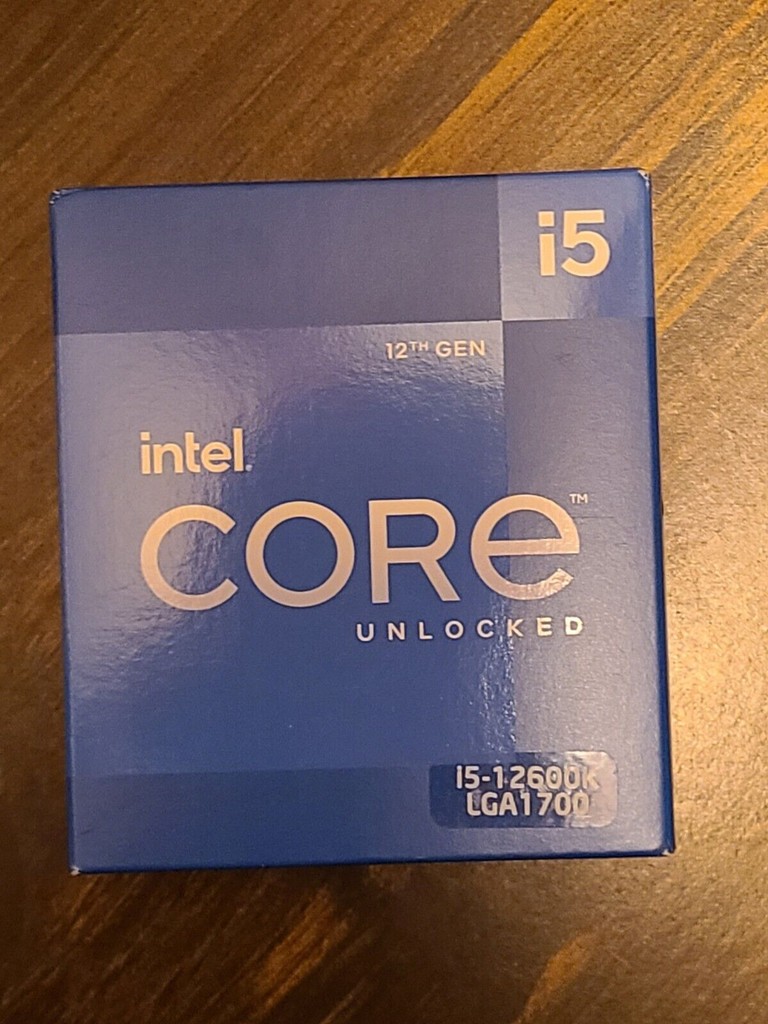 i5
12TH GEN
intel.
CORE™
UNLOCKED
i5-12600K
LGA1700